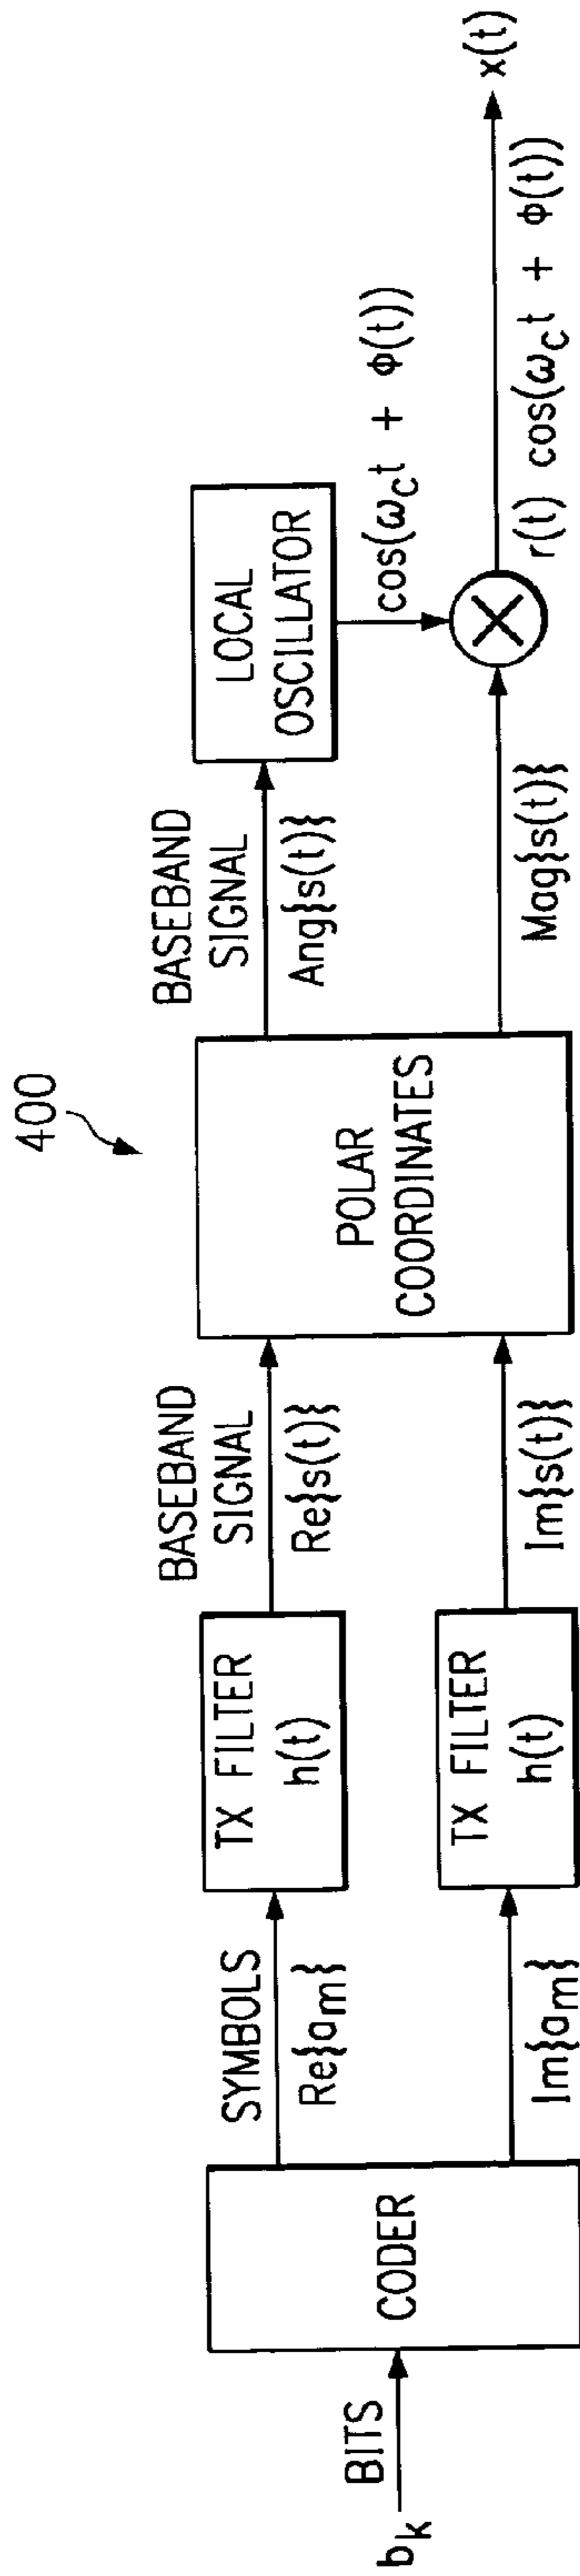 400
BITS
b_k
CODER
SYMBOLS
Re{a_m}
Im{a_m}
TX FILTER
h(t)
TX FILTER
h(t)
BASEBAND
SIGNAL
Re{s(t)}
Im{s(t)}
POLAR
COORDINATES
BASEBAND
SIGNAL
Ang{s(t)}
Mag{s(t)}
LOCAL
OSCILLATOR
cos(ω_c t + Φ(t))
r(t) cos(ω_c t + Φ(t))
x(t)